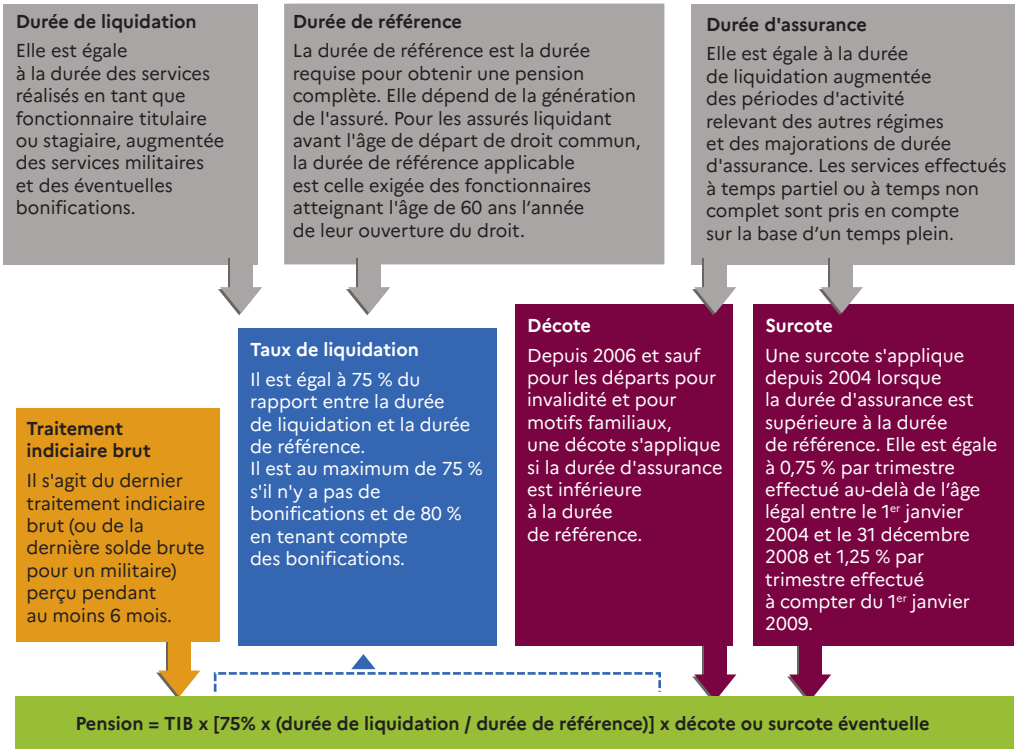 Durée de liquidation
Elle est égale
à la durée des services
réalisés en tant que
fonctionnaire titulaire
ou stagiaire, augmentée
des services militaires
et des éventuelles
bonifications.
Durée de référence
La durée de référence est la durée
requise pour obtenir une pension
complète. Elle dépend de la génération
de l'assuré. Pour les assurés liquidant
avant l'âge de départ de droit commun,
la durée de référence applicable
est celle exigée des fonctionnaires
atteignant l'âge de 60 ans l’année
de leur ouverture du droit.
Durée d'assurance
Elle est égale à la durée
de liquidation augmentée
des périodes d'activité
relevant des autres régimes
et des majorations de durée
d'assurance. Les services effectués
à temps partiel ou à temps non
complet sont pris en compte
sur la base d’un temps plein.
Traitement
indiciaire brut
Il s'agit du dernier
traitement indiciaire
brut (ou de la
dernière solde brute
pour un militaire)
perçu pendant
au moins 6 mois.
Taux de liquidation
Il est égal à 75 % du
rapport entre la durée
de liquidation et la durée
de référence.
Il est au maximum de 75 %
s'il n'y a pas de
bonifications et de 80 %
en tenant compte
des bonifications.
Décote
Depuis 2006 et sauf
pour les départs pour
invalidité et pour
motifs familiaux,
une décote s'applique
si la durée d'assurance
est inférieure
à la durée
de référence.
Surcote
Une surcote s'applique
depuis 2004 lorsque
la durée d'assurance est
supérieure à la durée
de référence. Elle est égale
à 0,75 % par trimestre
effectué au-delà de l’âge
légal entre le 1er janvier
2004 et le 31 décembre
2008 et 1,25 % par
trimestre effectué
à compter du 1er janvier
2009.
Pension = TIB x [75% x (durée de liquidation / durée de référence)] x décote ou surcote éventuelle